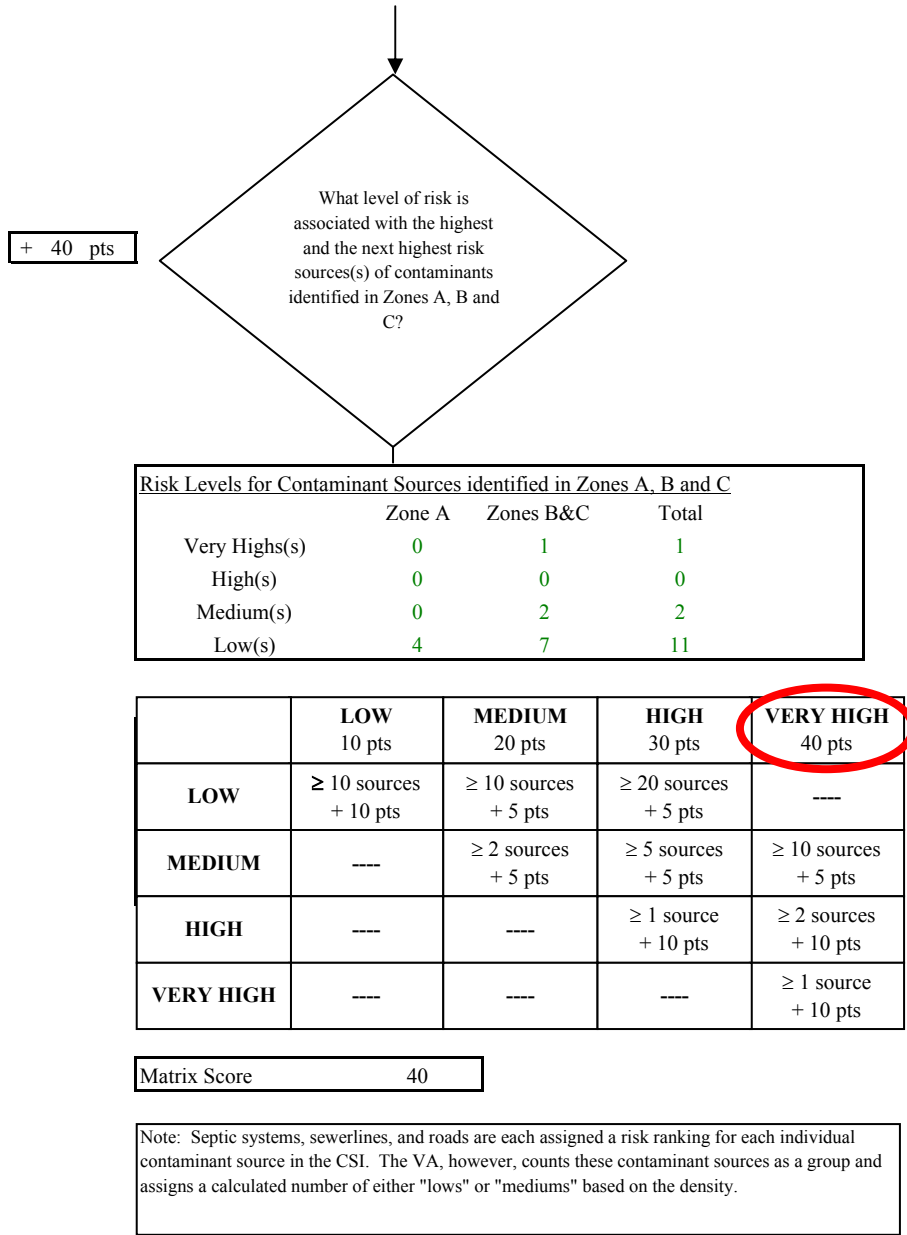 What level of risk is
associated with the highest
and the next highest risk
sources(s) of contaminants
identified in Zones A, B and
C?
+ 40 pts
Risk Levels for Contaminant Sources identified in Zones A, B and C
Zone A Zones B&C Total
Very Highs(s) 0 1 1
High(s) 0 0 0
Medium(s) 0 2 2
Low(s) 4 7 11
LOW MEDIUM HIGH VERY HIGH
10 pts 20 pts 30 pts 40 pts
LOW ≥ 10 sources ≥ 10 sources ≥ 20 sources ----
+ 10 pts + 5 pts + 5 pts
MEDIUM ---- ≥ 2 sources ≥ 5 sources ≥ 10 sources
+ 5 pts + 5 pts + 5 pts
HIGH ---- ---- ≥ 1 source ≥ 2 sources
+ 10 pts + 10 pts
VERY HIGH ---- ---- ---- ≥ 1 source
+ 10 pts
Matrix Score 40
Note: Septic systems, sewerlines, and roads are each assigned a risk ranking for each individual
contaminant source in the CSI. The VA, however, counts these contaminant sources as a group and
assigns a calculated number of either "lows" or "mediums" based on the density.